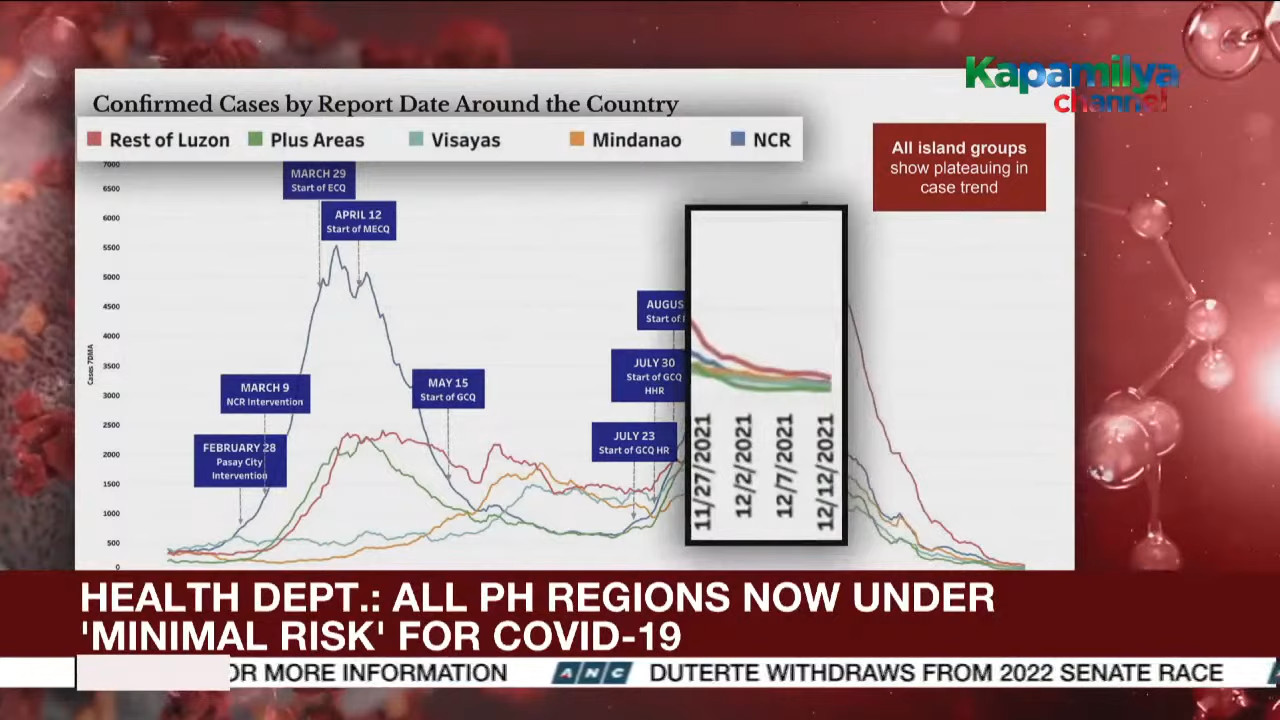 Kapamilya
channel
Confirmed Cases by Report Date Around the Country
Rest of Luzon
Plus Areas
Visayas
Mindanao
NCR
All island groups
show plateauing in
case trend
Cases 7DMA
7000
6500
6000
5500
5000
4500
4000
3500
3000
2500
2000
1500
1000
500
0
MARCH 29
Start of ECQ
APRIL 12
Start of MECQ
MARCH 9
NCR Intervention
FEBRUARY 28
Pasay City
Intervention
MAY 15
Start of GCQ
AUGUS
Start of
JULY 30
Start of GCQ
HHR
JULY 23
Start of GCQ HR
11/27/2021
12/2/2021
12/7/2021
12/12/2021
HEALTH DEPT.: ALL PH REGIONS NOW UNDER
'MINIMAL RISK' FOR COVID-19
OR MORE INFORMATION ANC DUTERTE WITHDRAWS FROM 2022 SENATE RACE